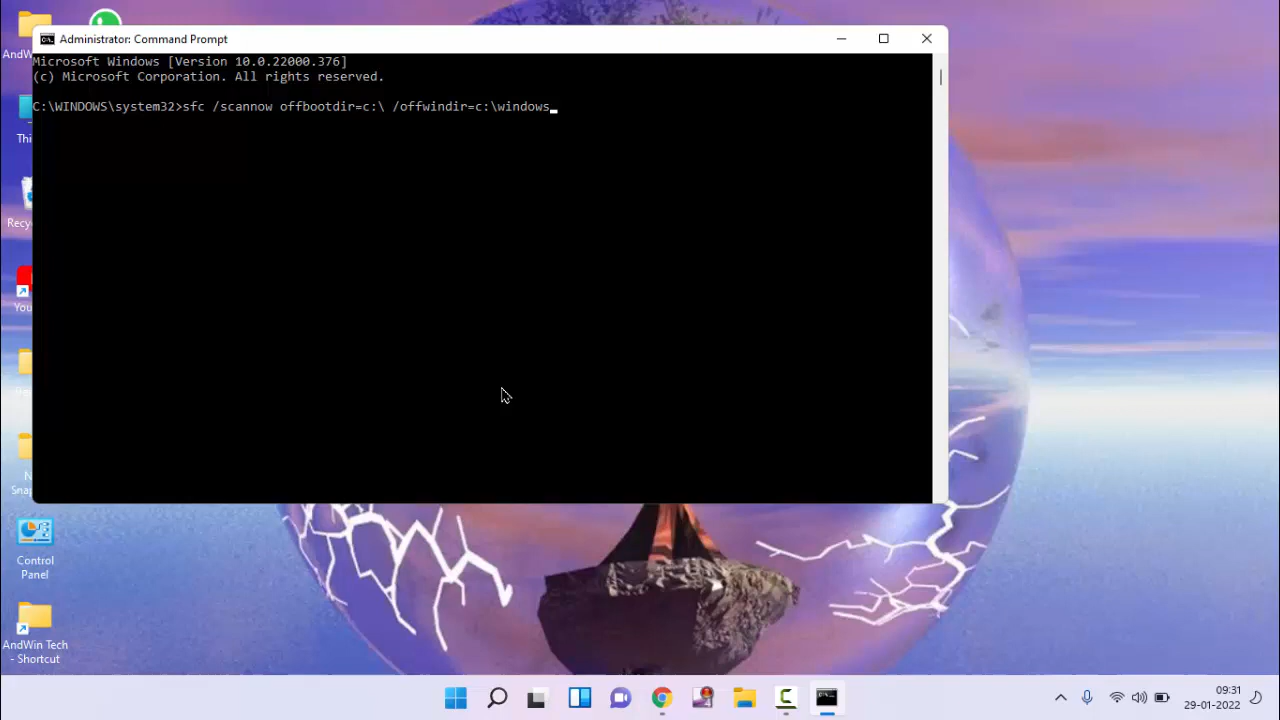 AndW
Administrator: Command Prompt
Microsoft Windows [Version 10.0.22000.376]
(c) Microsoft Corporation. All rights reserved.
C:\WINDOWS\system32>sfc /scannow offbootdir=c:\ /offwindir=c:\windows
Thi
Recy
You
N
Snap
Control
Panel
AndWin Tech
- Shortcut
09:31
29-01-2022